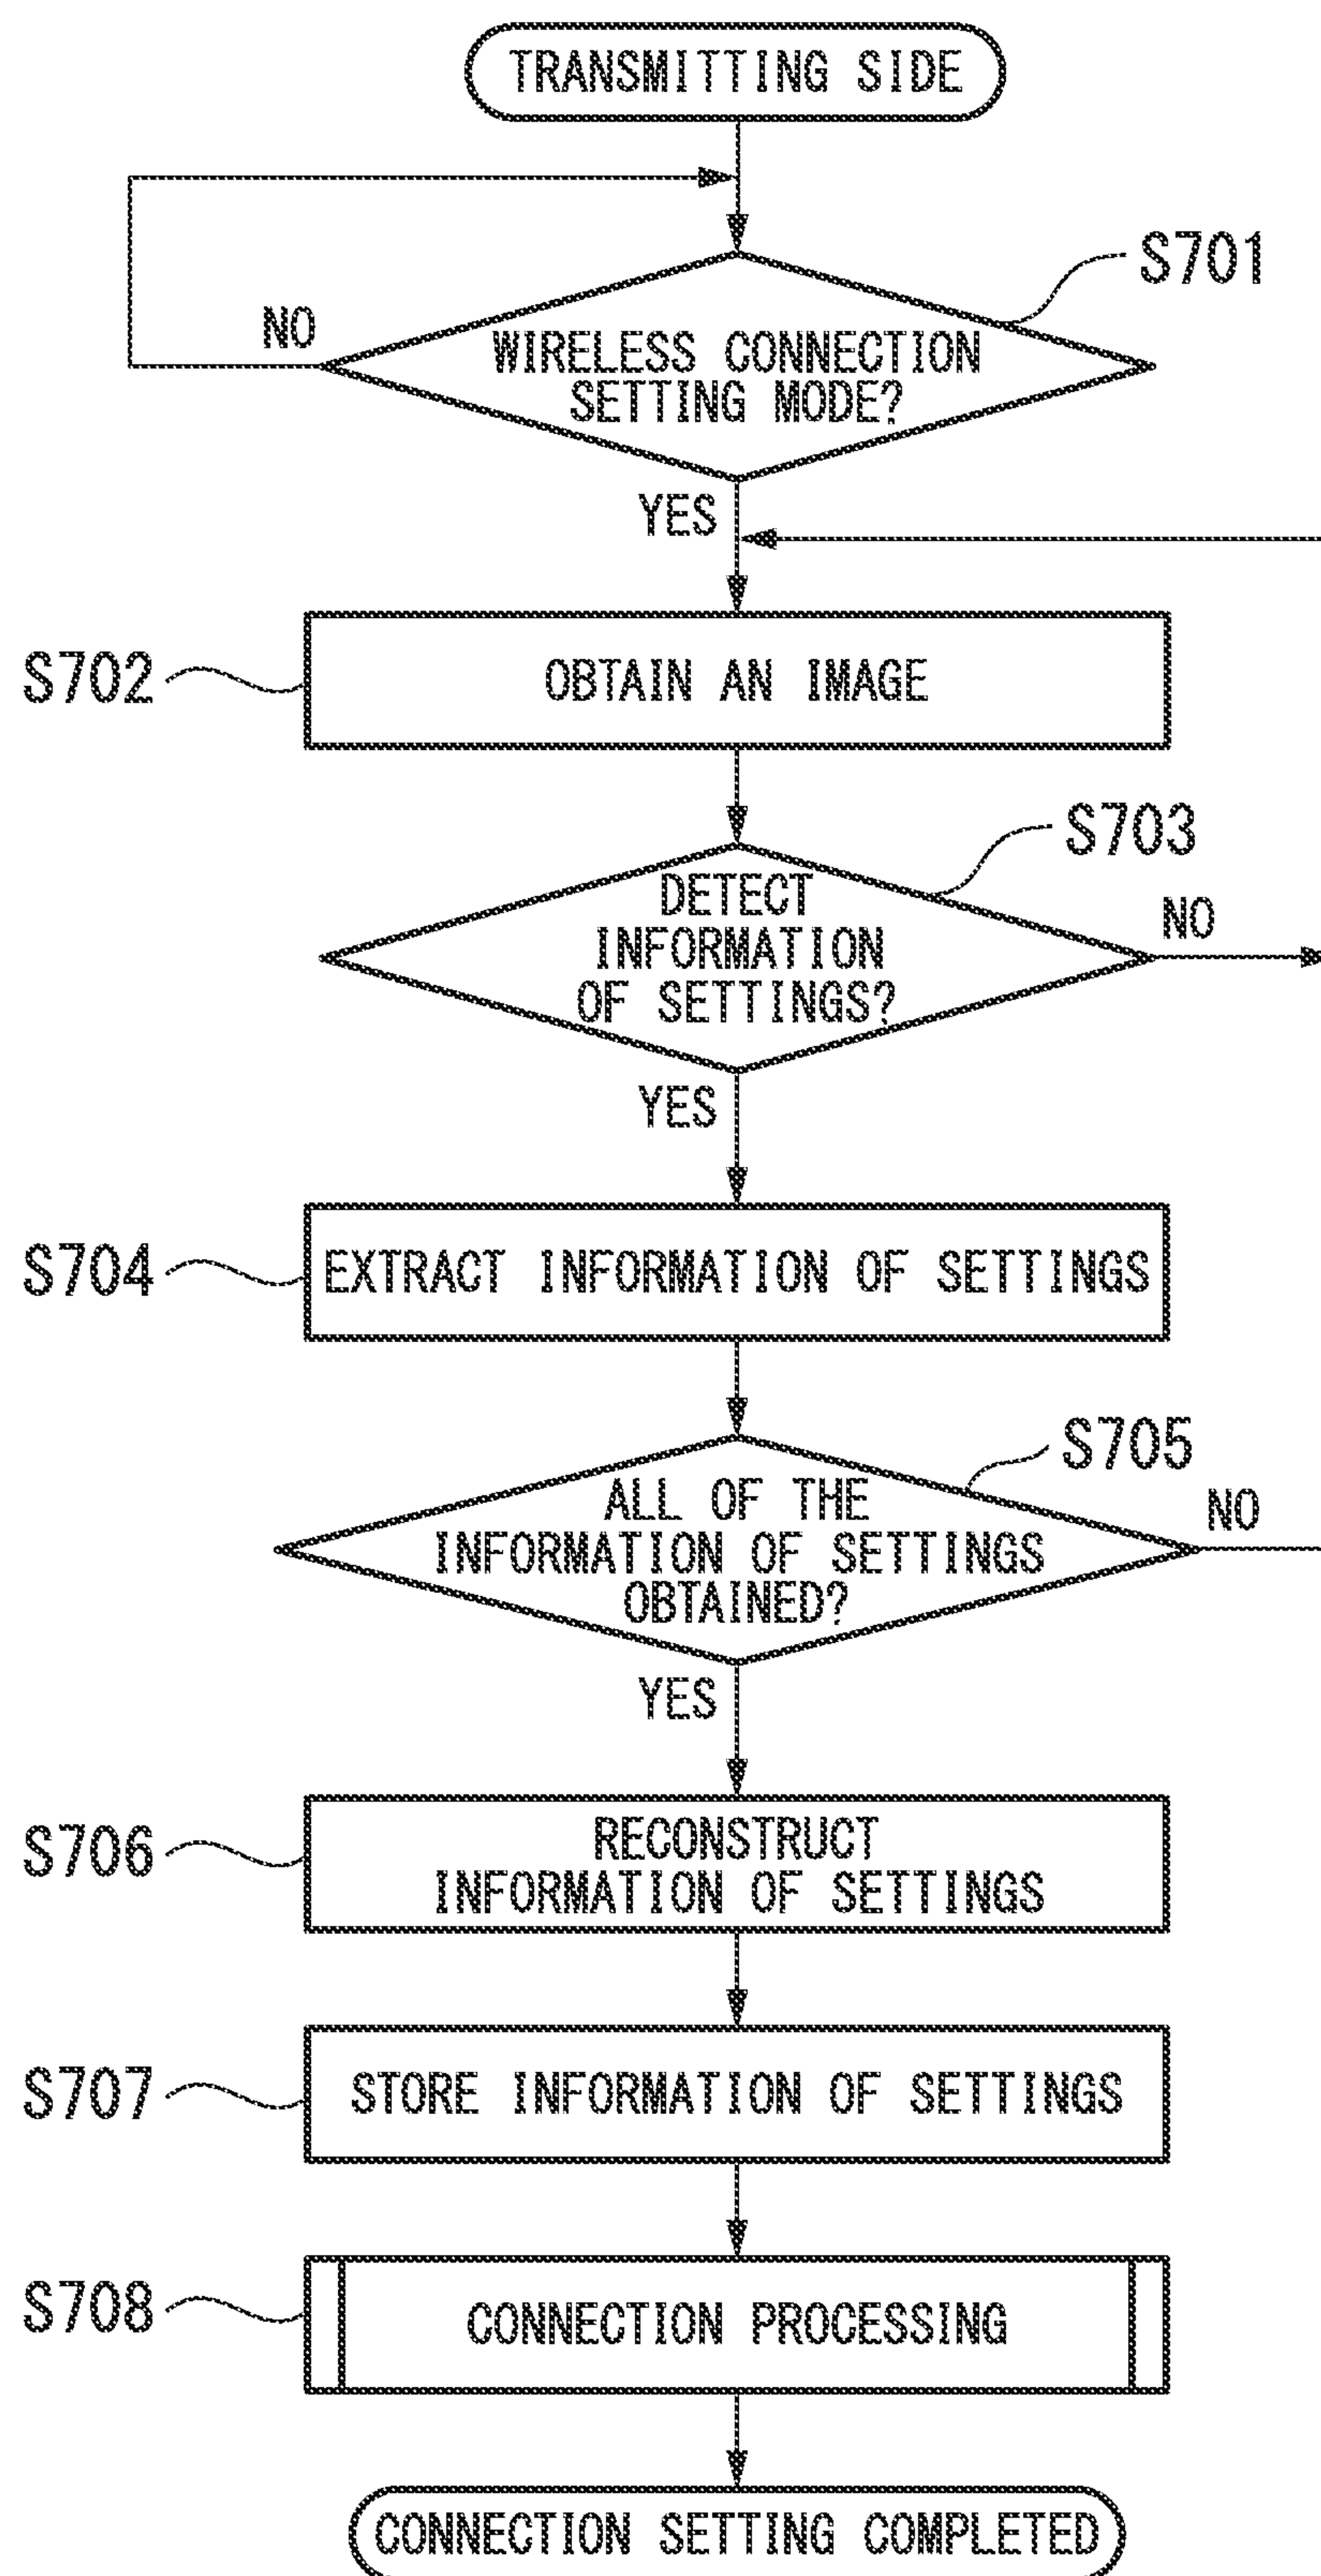 TRANSMITTING SIDE
S701
NO
WIRELESS CONNECTION
SETTING MODE?
YES
S702
OBTAIN AN IMAGE
S703
DETECT
INFORMATION
OF SETTINGS?
NO
YES
S704
EXTRACT INFORMATION OF SETTINGS
S705
ALL OF THE
INFORMATION OF SETTINGS
OBTAINED?
NO
YES
S706
RECONSTRUCT
INFORMATION OF SETTINGS
S707
STORE INFORMATION OF SETTINGS
S708
CONNECTION PROCESSING
CONNECTION SETTING COMPLETED